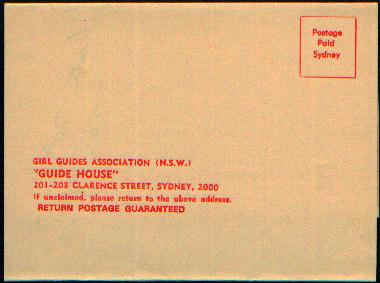 Postage
Paid
Sydney
GIRL GUIDES ASSOCIATION (N.S.W.)
"GUIDE HOUSE"
201-203 CLARENCE STREET, SYDNEY, 2000
If unclaimed, please return to the above address.
RETURN POSTAGE GUARANTEED